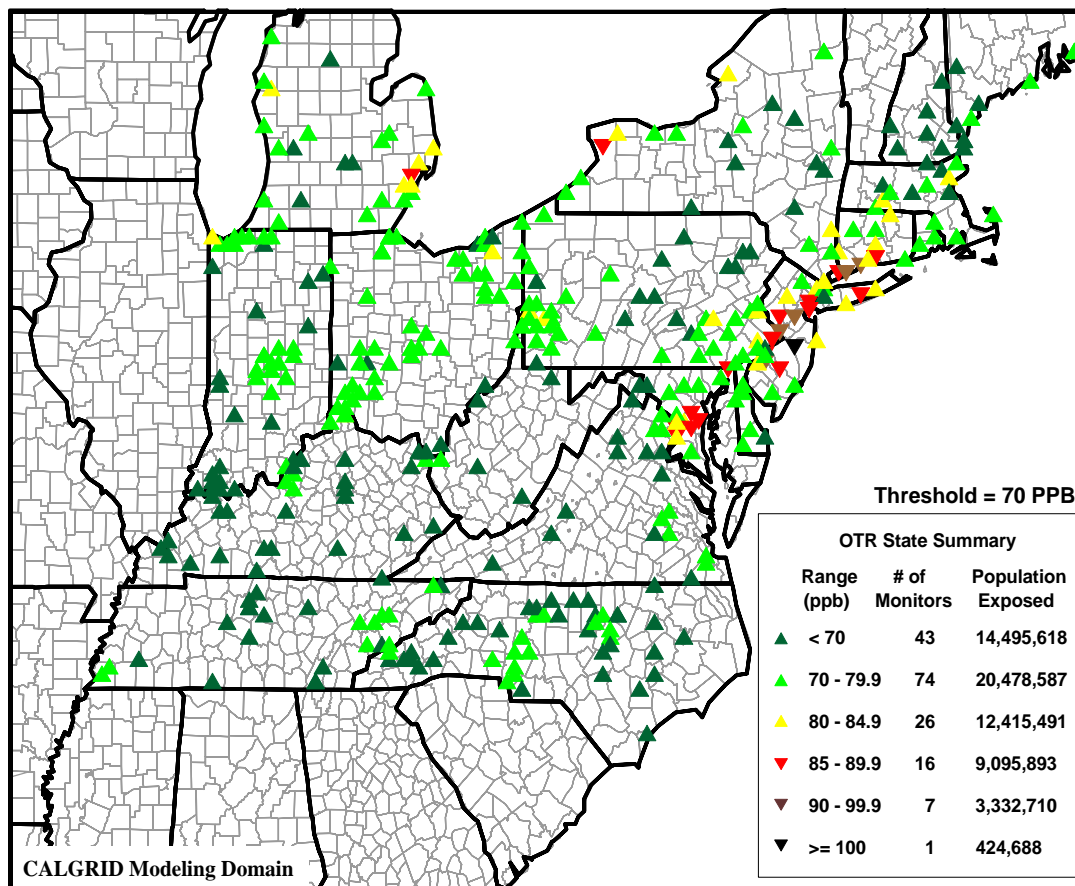 Threshold = 70 PPB
OTR State Summary
Range # of Population
(ppb) Monitors Exposed
< 70 43 14,495,618
70 - 79.9 74 20,478,587
80 - 84.9 26 12,415,491
85 - 89.9 16 9,095,893
90 - 99.9 7 3,332,710
>= 100 1 424,688
CALGRID Modeling Domain